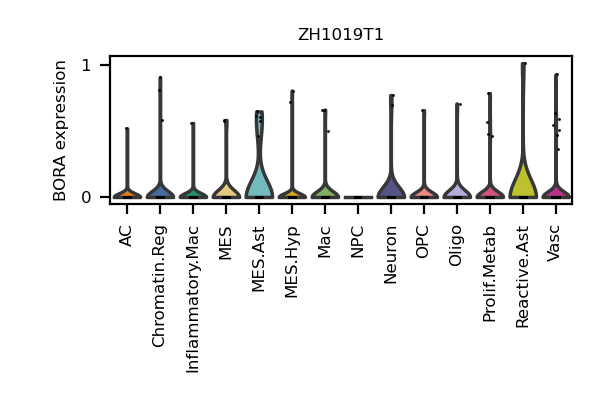 ZH1019T1
BORA expression
1
0
AC
Chromatin.Reg
Inflammatory.Mac
MES
MES.Ast
MES.Hyp
Mac
NPC
Neuron
OPC
Oligo
Prolif.Metab
Reactive.Ast
Vasc